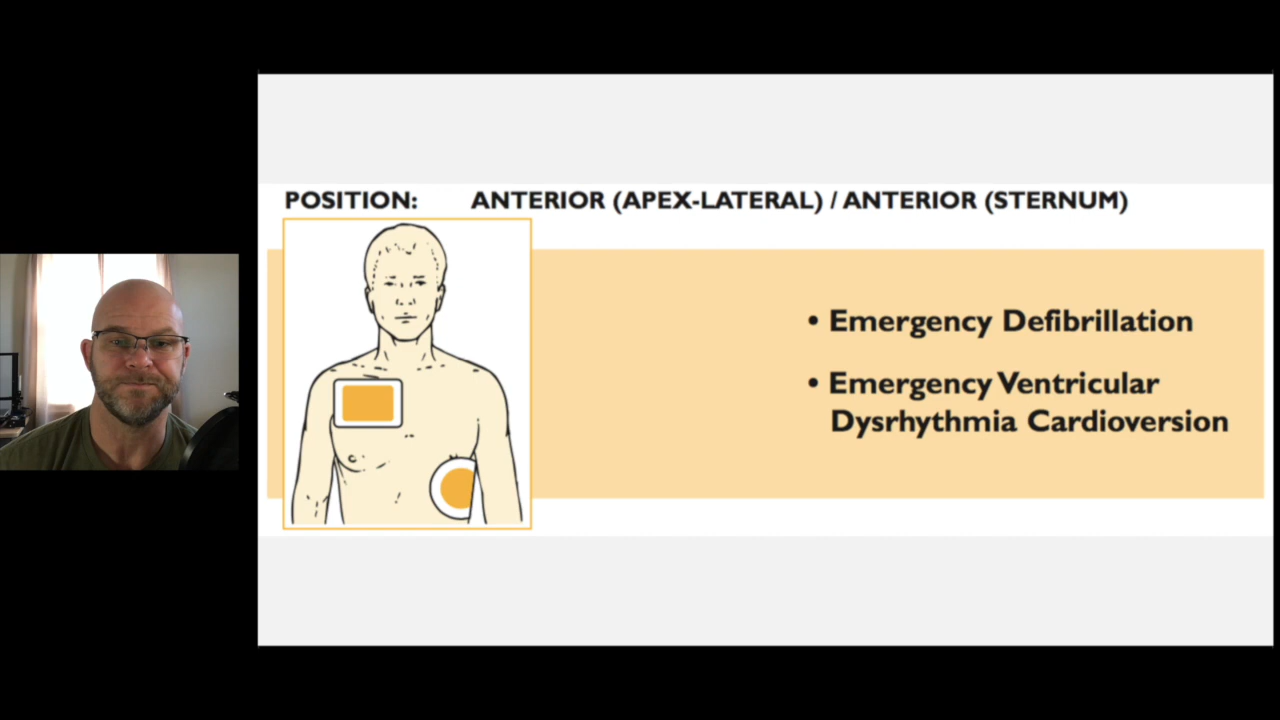 POSITION: ANTERIOR (APEX-LATERAL) / ANTERIOR (STERNUM)
• Emergency Defibrillation
• Emergency Ventricular
Dysrhythmia Cardioversion